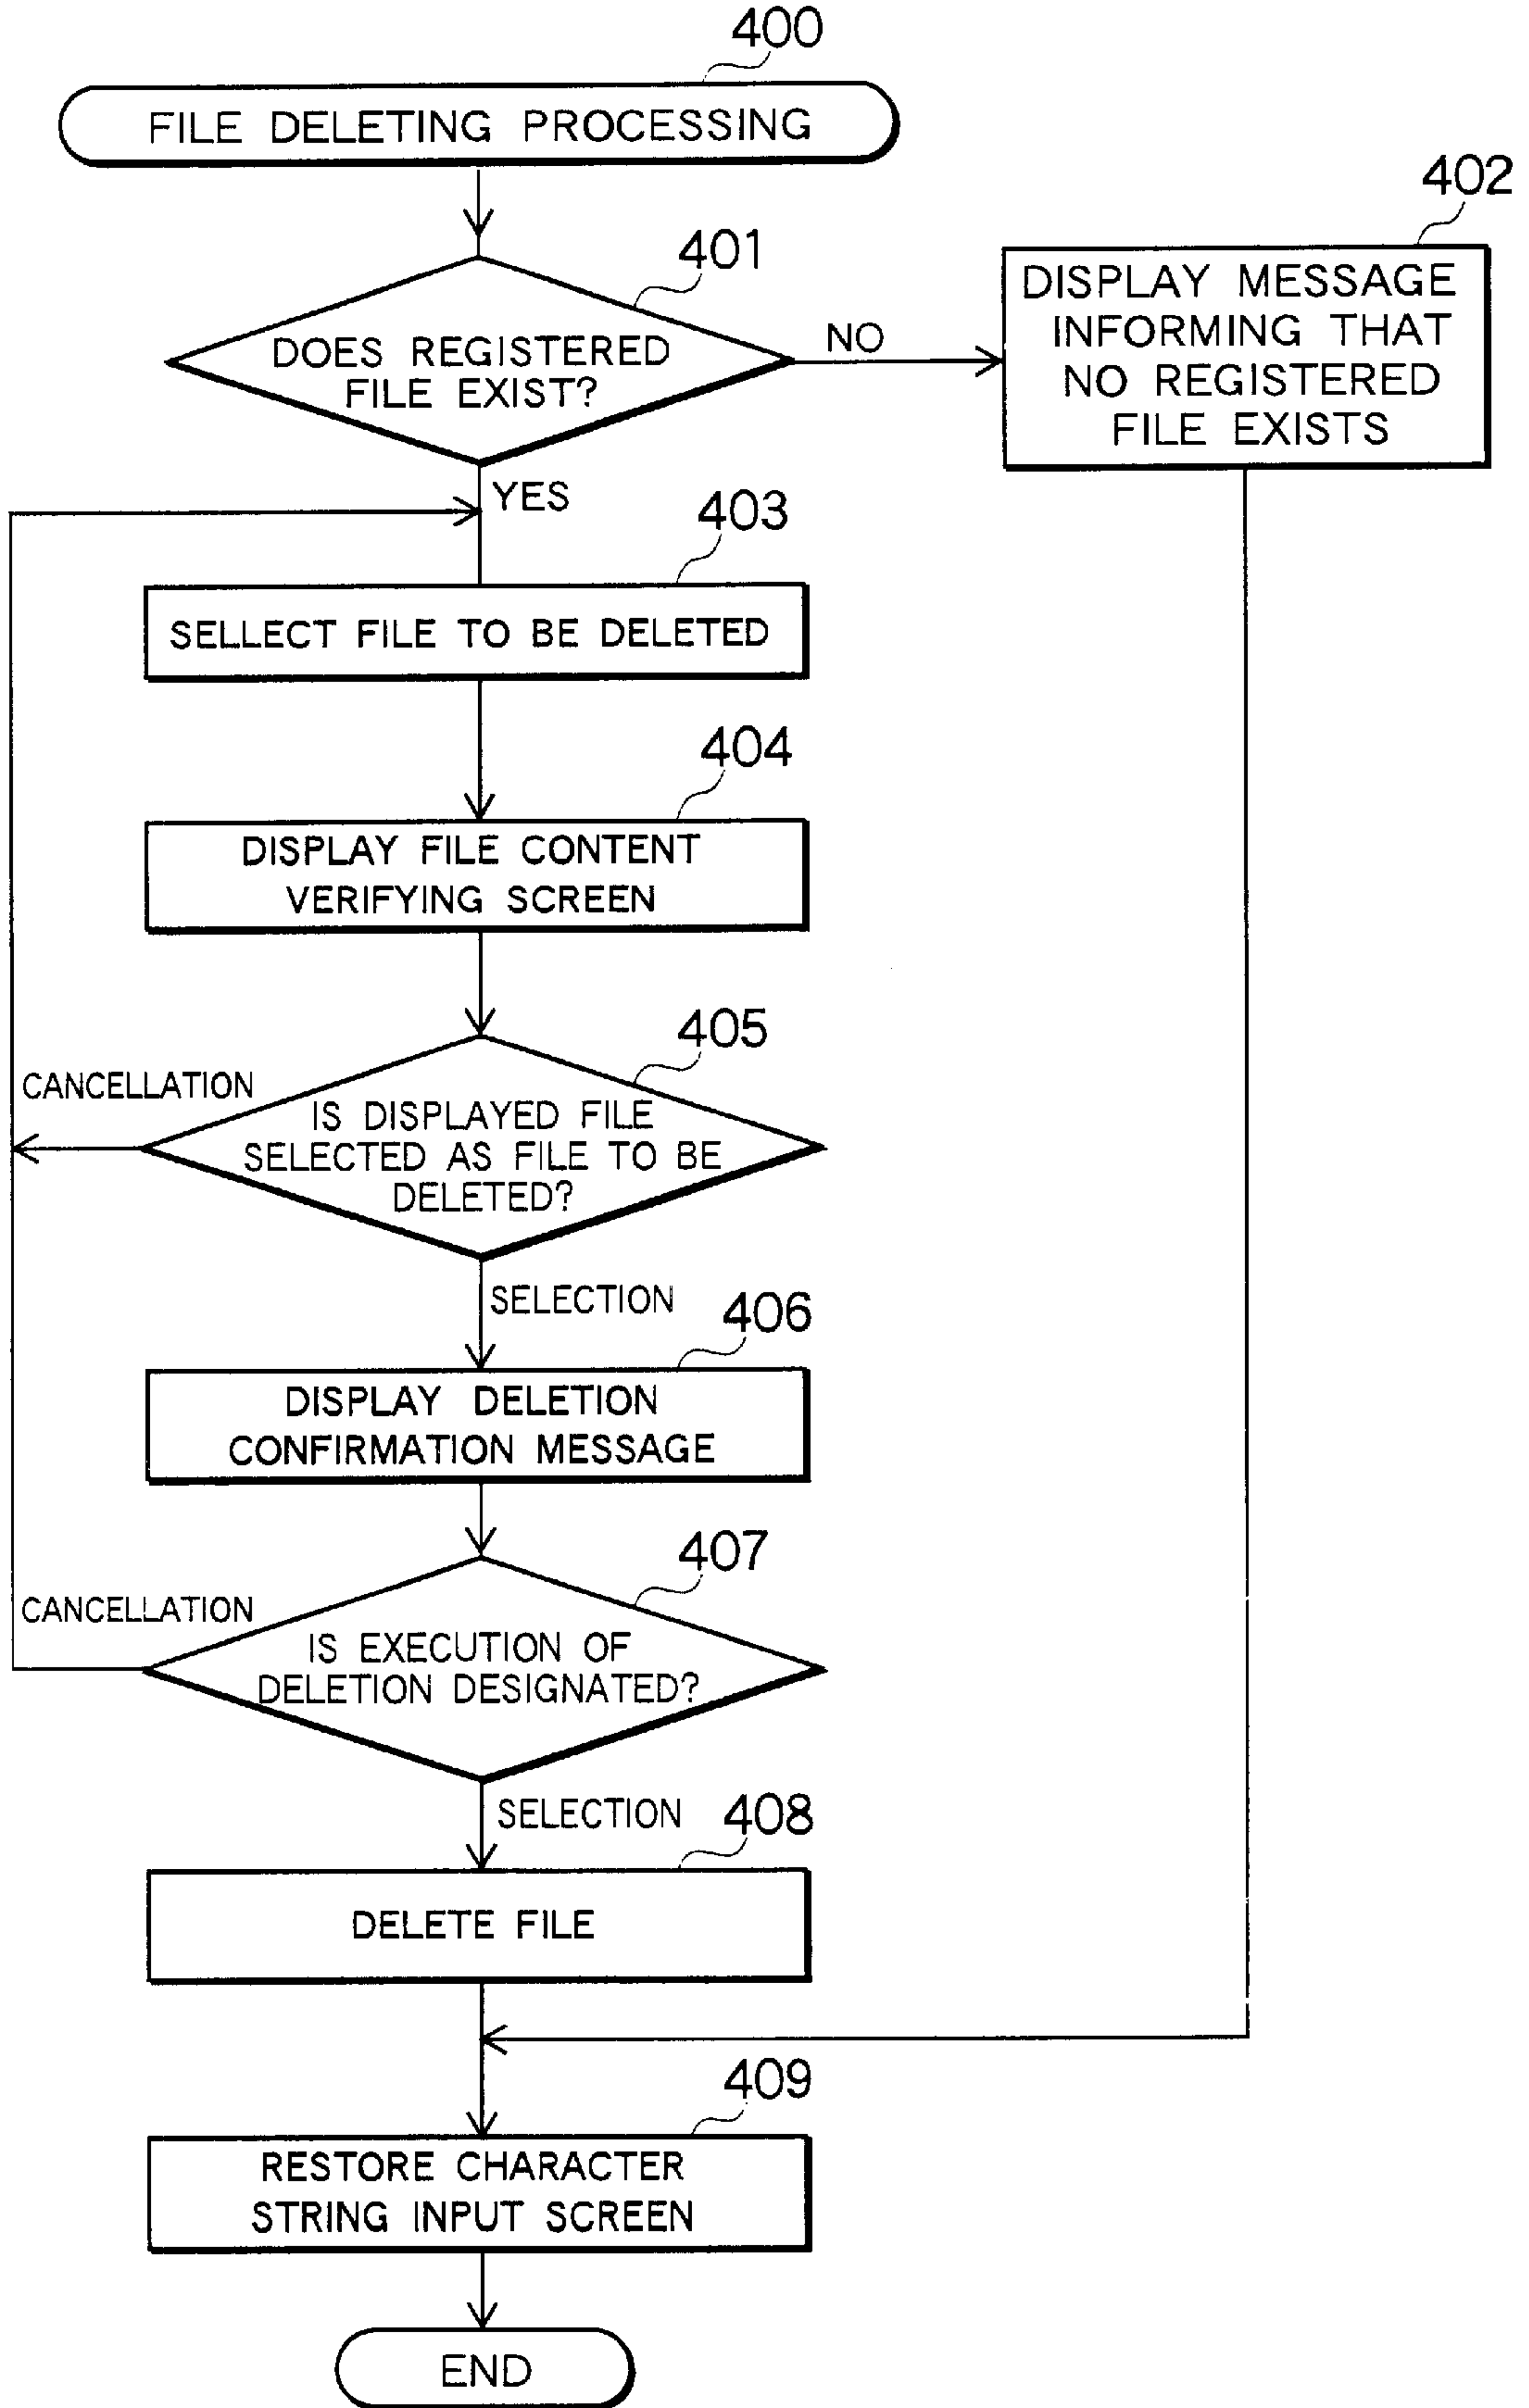 400
FILE DELETING PROCESSING
402
401
DISPLAY MESSAGE
INFORMING THAT
NO REGISTERED
FILE EXISTS
DOES REGISTERED
FILE EXIST?
NO
YES
403
SELLECT FILE TO BE DELETED
404
DISPLAY FILE CONTENT
VERIFYING SCREEN
405
CANCELLATION
IS DISPLAYED FILE
SELECTED AS FILE TO BE
DELETED?
SELECTION
406
DISPLAY DELETION
CONFIRMATION MESSAGE
407
CANCELLATION
IS EXECUTION OF
DELETION DESIGNATED?
SELECTION
408
DELETE FILE
409
RESTORE CHARACTER
STRING INPUT SCREEN
END